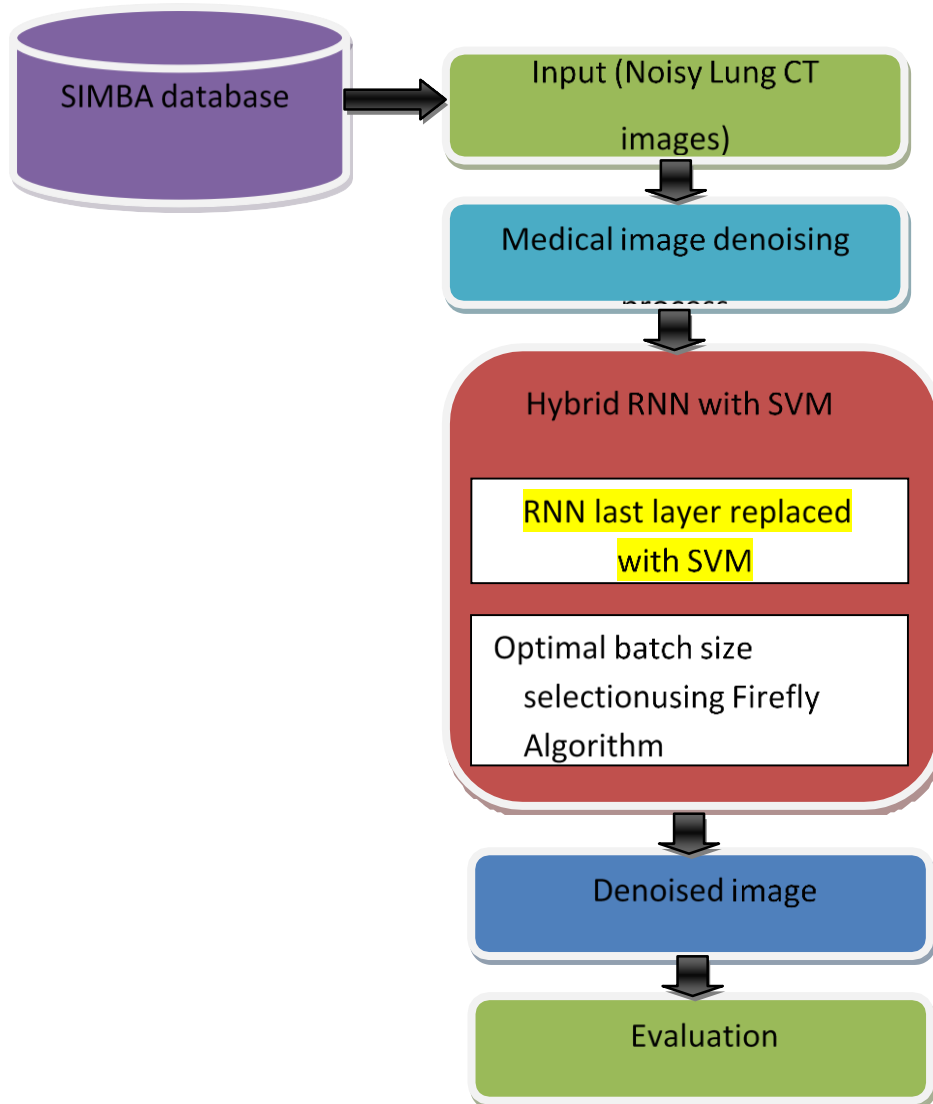 SIMBA database
Input (Noisy Lung CT
images)
Medical image denoising
process
Hybrid RNN with SVM
RNN last layer replaced
with SVM
Optimal batch size
selectionusing Firefly
Algorithm
Denoised image
Evaluation